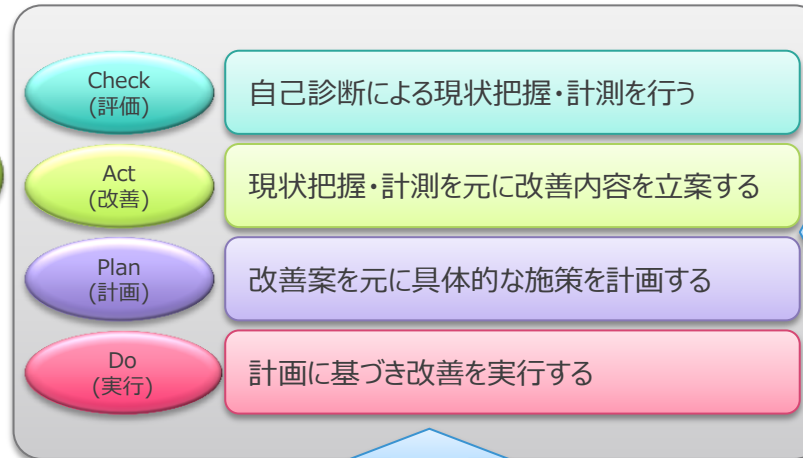 Check
(評価)
自己診断による現状把握・計測を行う
Act
(改善)
現状把握・計測を元に改善内容を立案する
Plan
(計画)
改善案を元に具体的な施策を計画する
Do
(実行)
計画に基づき改善を実行する